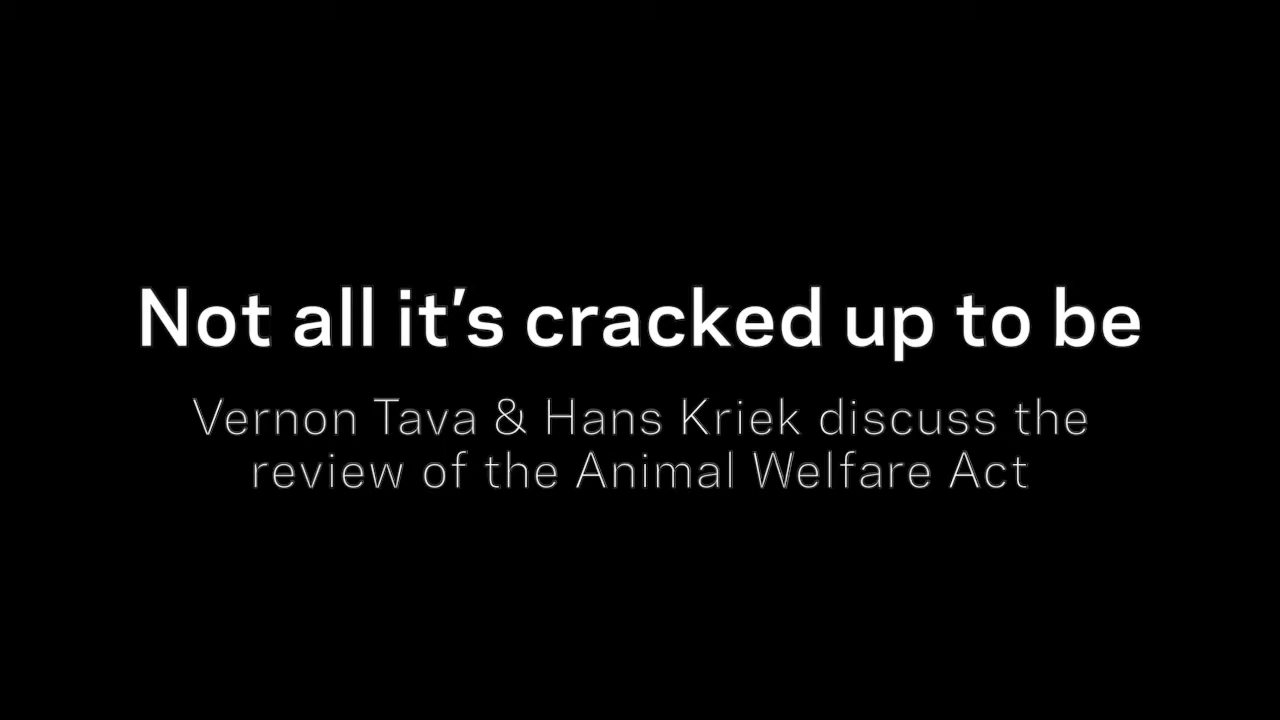 Not all it’s cracked up to be
Vernon Tava & Hans Kriek discuss the
review of the Animal Welfare Act